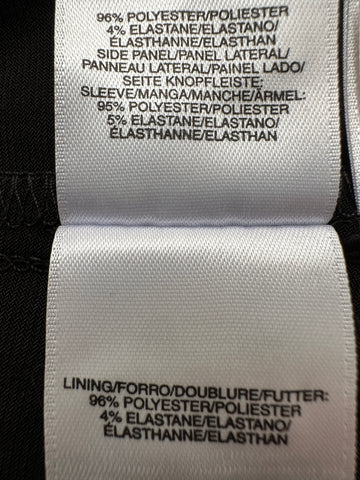 96% POLYESTER/POLIESTER
4% ELASTANE/ELASTANO/
ÉLASTHANNE/ELASTHAN
SIDE PANEL/PANEL LATERAL/
PANNEAU LATERAL/PAINEL LADO/
SEITE KNOPFLEISTE:
SLEEVE/MANGA/MANCHE/ÄRMEL:
95% POLYESTER/POLIESTER
5% ELASTANE/ELASTANO/
ÉLASTHANNE/ELASTHAN
LINING/FORRO/DOUBLURE/FUTTER:
96% POLYESTER/POLIESTER
4% ELASTANE/ELASTANO/
ÉLASTHANNE/ELASTHAN